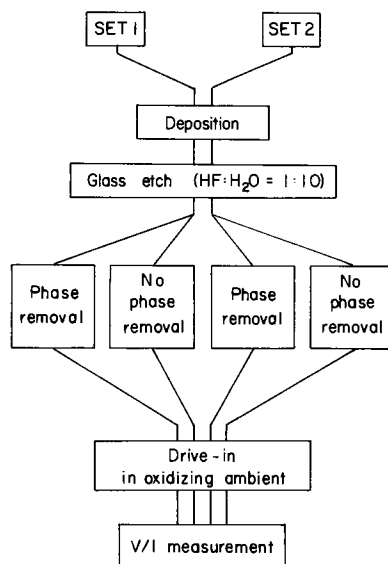 SET 1
SET 2
Deposition
Glass etch (HF:H₂O = 1:10)
Phase
removal
No
phase
removal
Phase
removal
No
phase
removal
Drive-in
in oxidizing ambient
V/I measurement